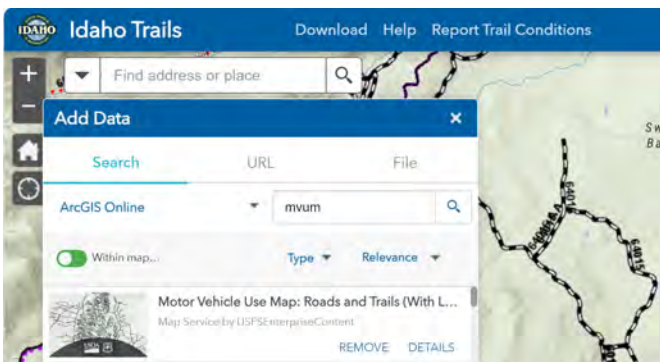 IDAHO Idaho Trails Download Help Report Trail Conditions
Find address or place
Add Data ×
Search URL File
ArcGIS Online mvum
Within map... Type Relevance
Motor Vehicle Use Map: Roads and Trails (With L...
Map Service by USFSEnterpriseContent
REMOVE DETAILS
64015